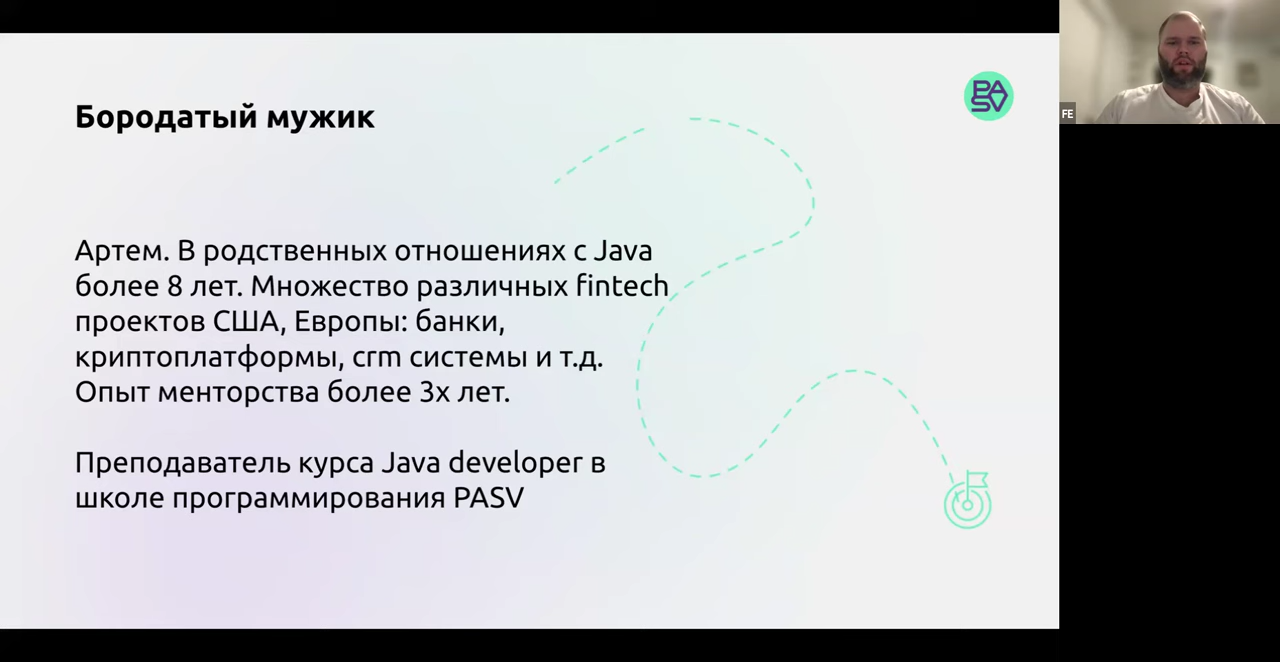 Бородатый мужик
Артем. В родственных отношениях с Java
более 8 лет. Множество различных fintech
проектов США, Европы: банки,
криптоплатформы, crm системы и т.д.
Опыт менторства более 3х лет.
Преподаватель курса Java developer в
школе программирования PASV
PASV
FE